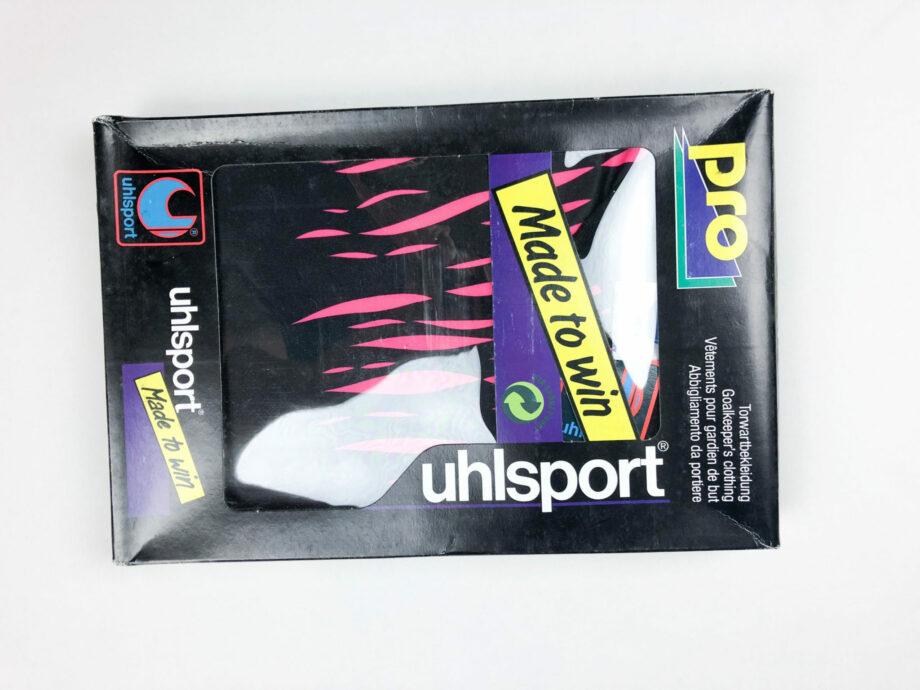 pro
Torwartbekleidung
Goalkeeper's clothing
Vêtements pour gardien de but
Abbigliamento da portiere
Made to win
uhl
uhlsport®
uhlsport
®
uhlsport®
Made to win